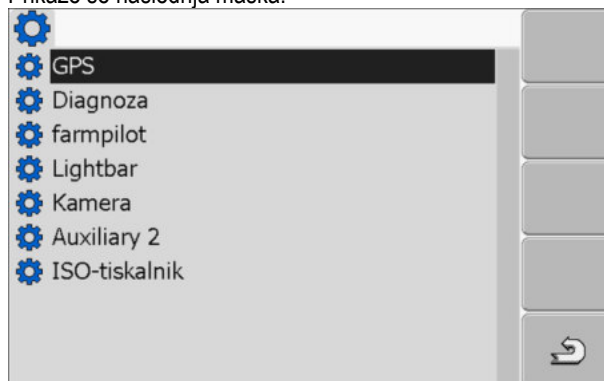 Prikaže se naslednja maska:
GPS
Diagnoza
farmpilot
Lightbar
Kamera
Auxiliary 2
ISO-tiskalnik